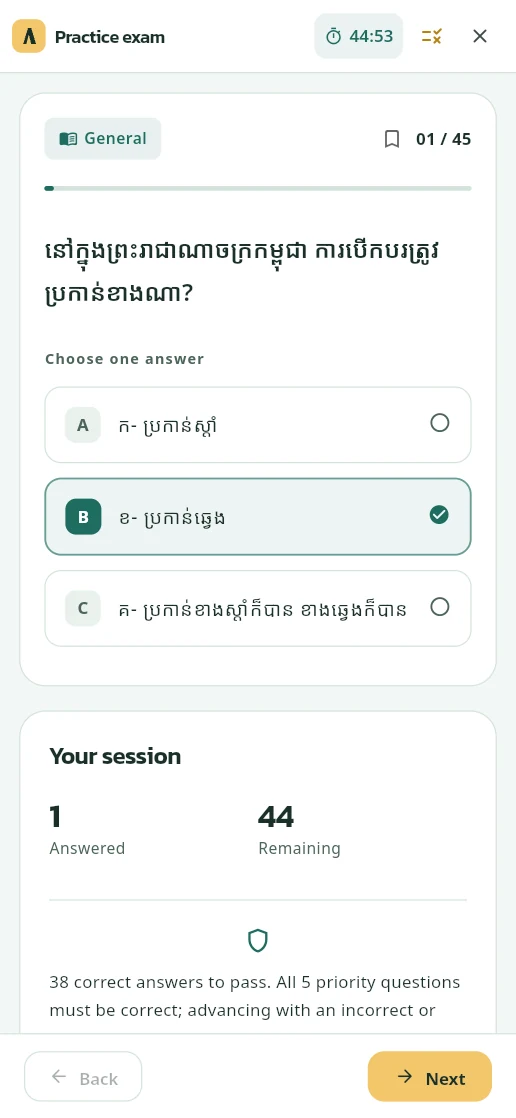 Practice exam
44:53
General
01 / 45
នៅក្នុងព្រះរាជាណាចក្រកម្ពុជា ការបើកបរត្រូវ
ប្រកាន់ខាងណា?
Choose one answer
A
ក- ប្រកាន់ស្តាំ
B
ខ- ប្រកាន់ឆ្វេង
C
គ- ប្រកាន់ខាងស្តាំក៏បាន ខាងឆ្វេងក៏បាន
Your session
1
44
Answered
Remaining
38 correct answers to pass. All 5 priority questions
must be correct; advancing with an incorrect or
Back
Next